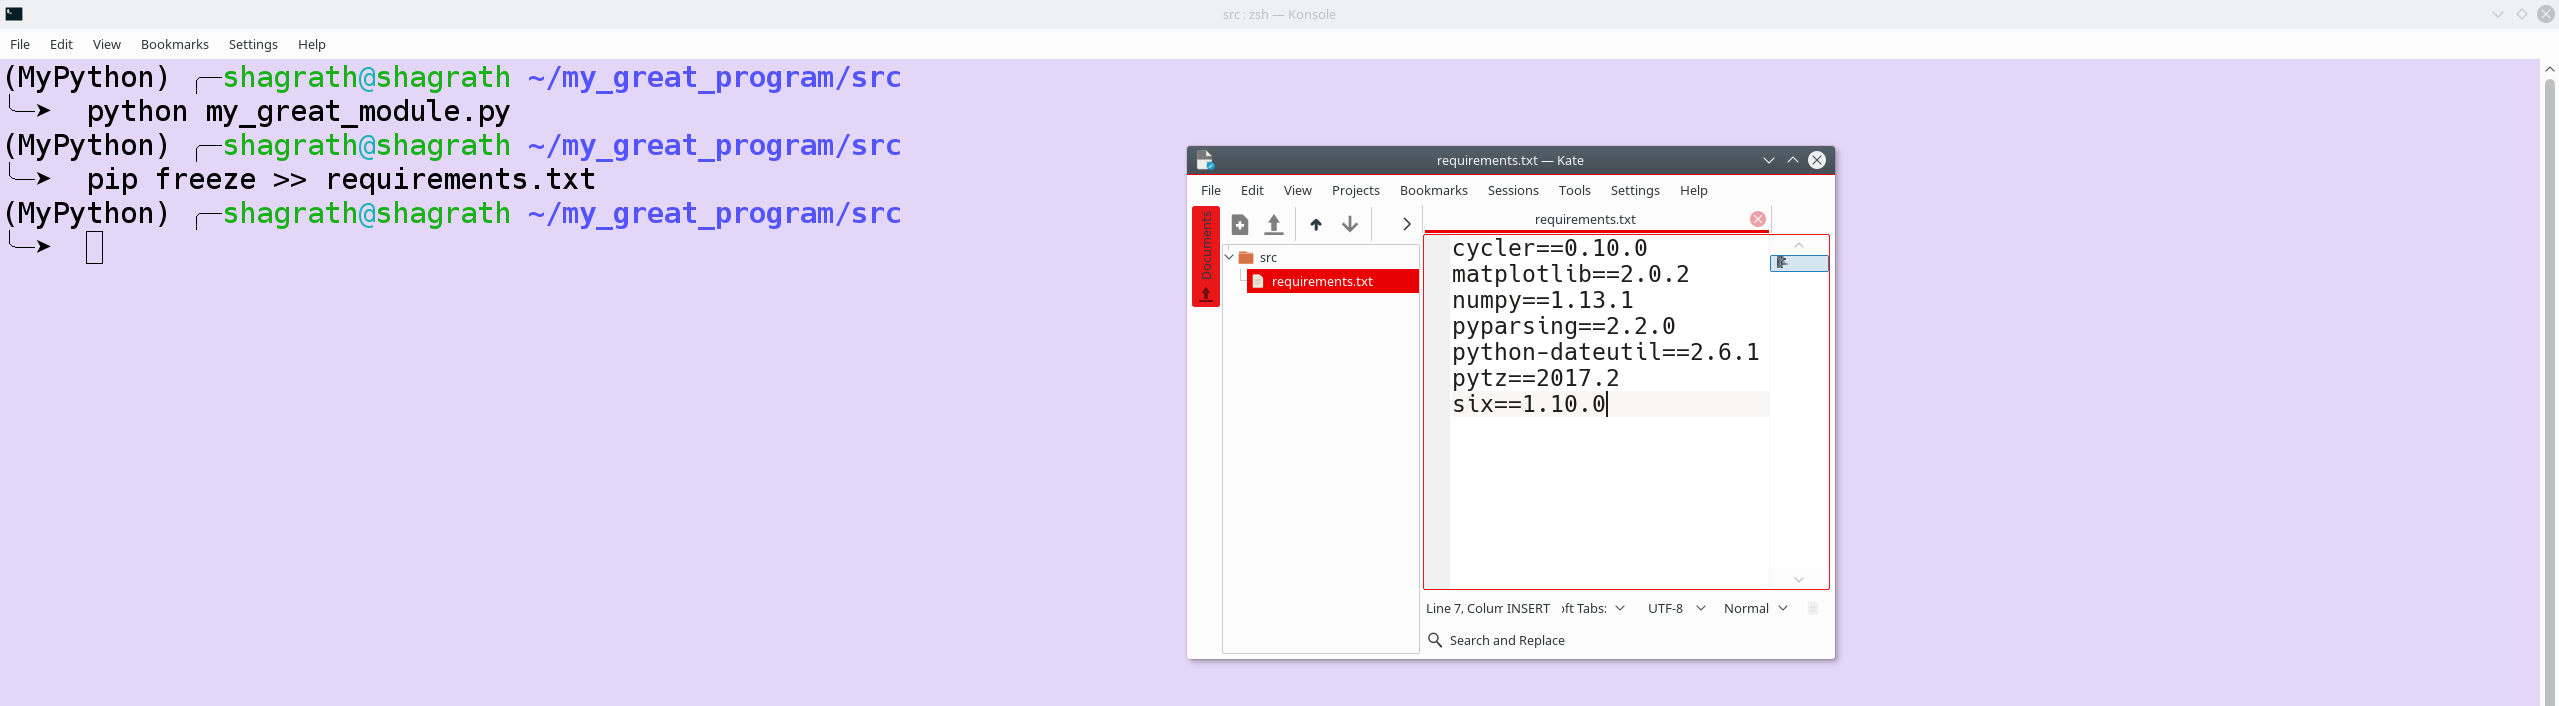 src : zsh — Konsole
File Edit View Bookmarks Settings Help
(MyPython) ╭─shagrath@shagrath ~/my_great_program/src
╰─➤ python my_great_module.py
(MyPython) ╭─shagrath@shagrath ~/my_great_program/src
╰─➤ pip freeze >> requirements.txt
(MyPython) ╭─shagrath@shagrath ~/my_great_program/src
╰─➤
requirements.txt — Kate
File Edit View Projects Bookmarks Sessions Tools Settings Help
Documents
requirements.txt
src
requirements.txt
cycler==0.10.0
matplotlib==2.0.2
numpy==1.13.1
pyparsing==2.2.0
python-dateutil==2.6.1
pytz==2017.2
six==1.10.0
Line 7, Colum INSERT oft Tabs: UTF-8 Normal
Search and Replace